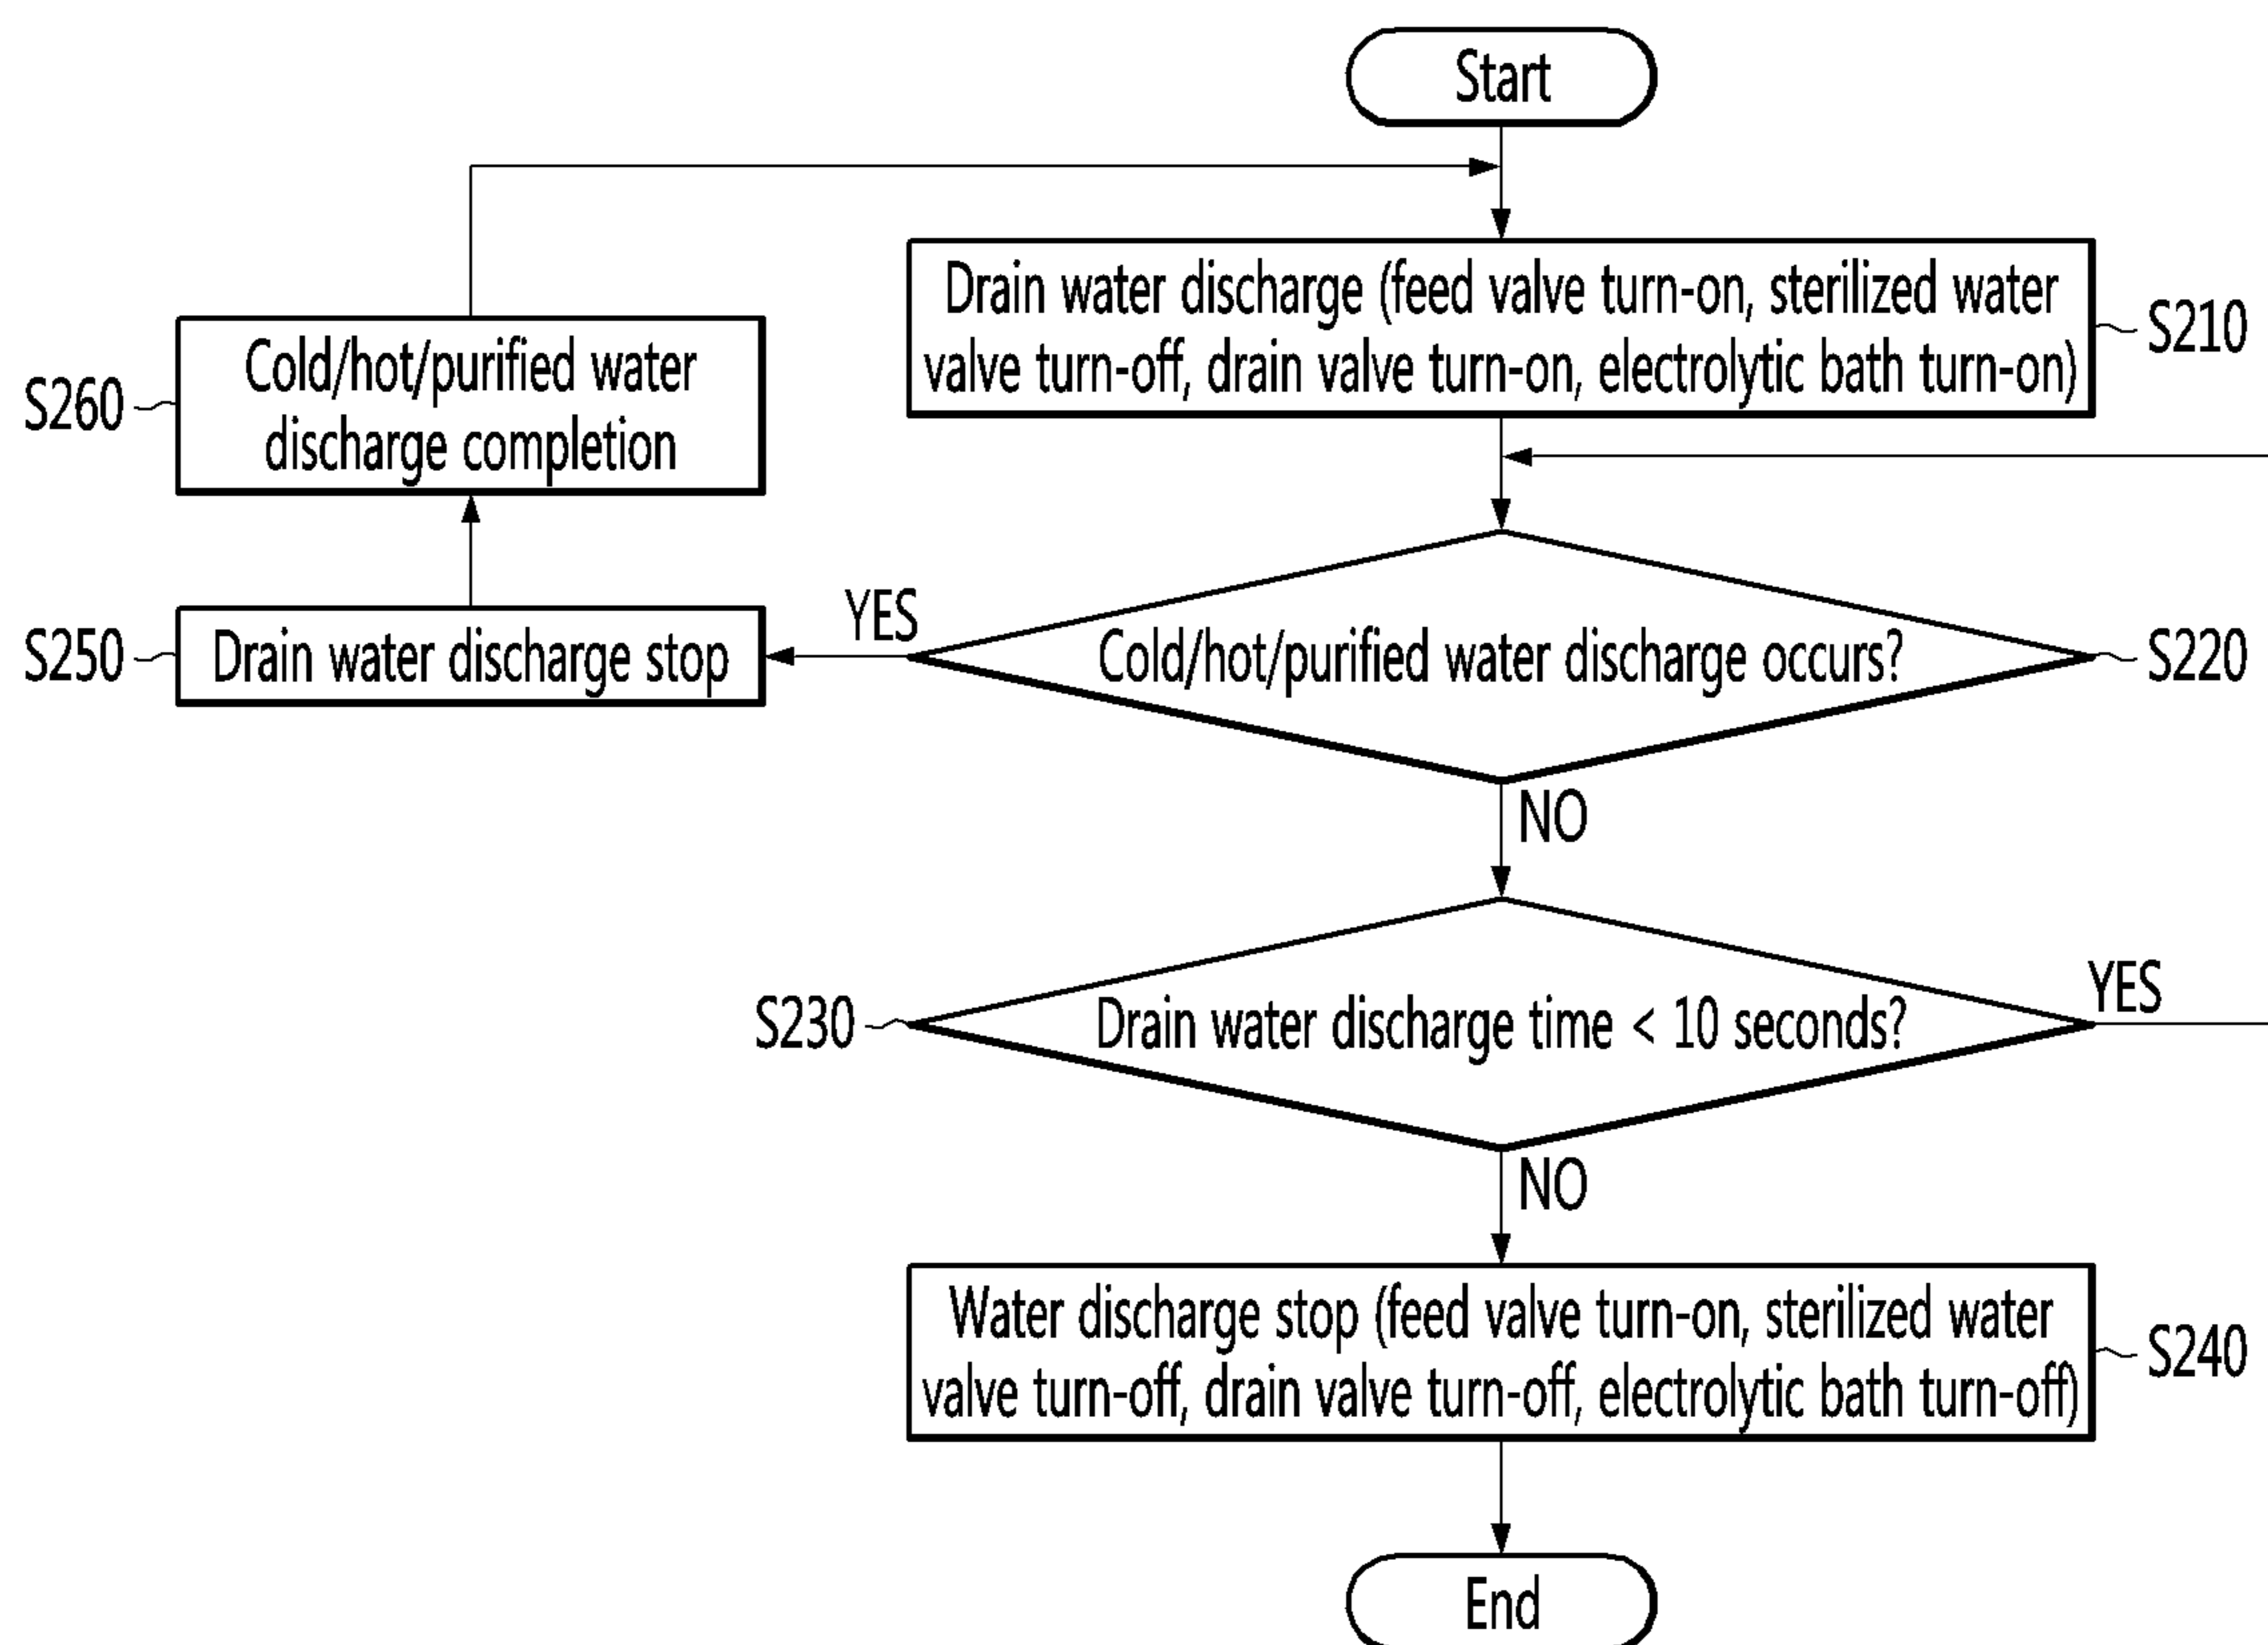 Start
Drain water discharge (feed valve turn-on, sterilized water
valve turn-off, drain valve turn-on, electrolytic bath turn-on)
S210
Cold/hot/purified water
discharge completion
S260
Drain water discharge stop
S250
YES
Cold/hot/purified water discharge occurs?
S220
NO
S230
Drain water discharge time < 10 seconds?
YES
NO
Water discharge stop (feed valve turn-on, sterilized water
valve turn-off, drain valve turn-off, electrolytic bath turn-off)
S240
End